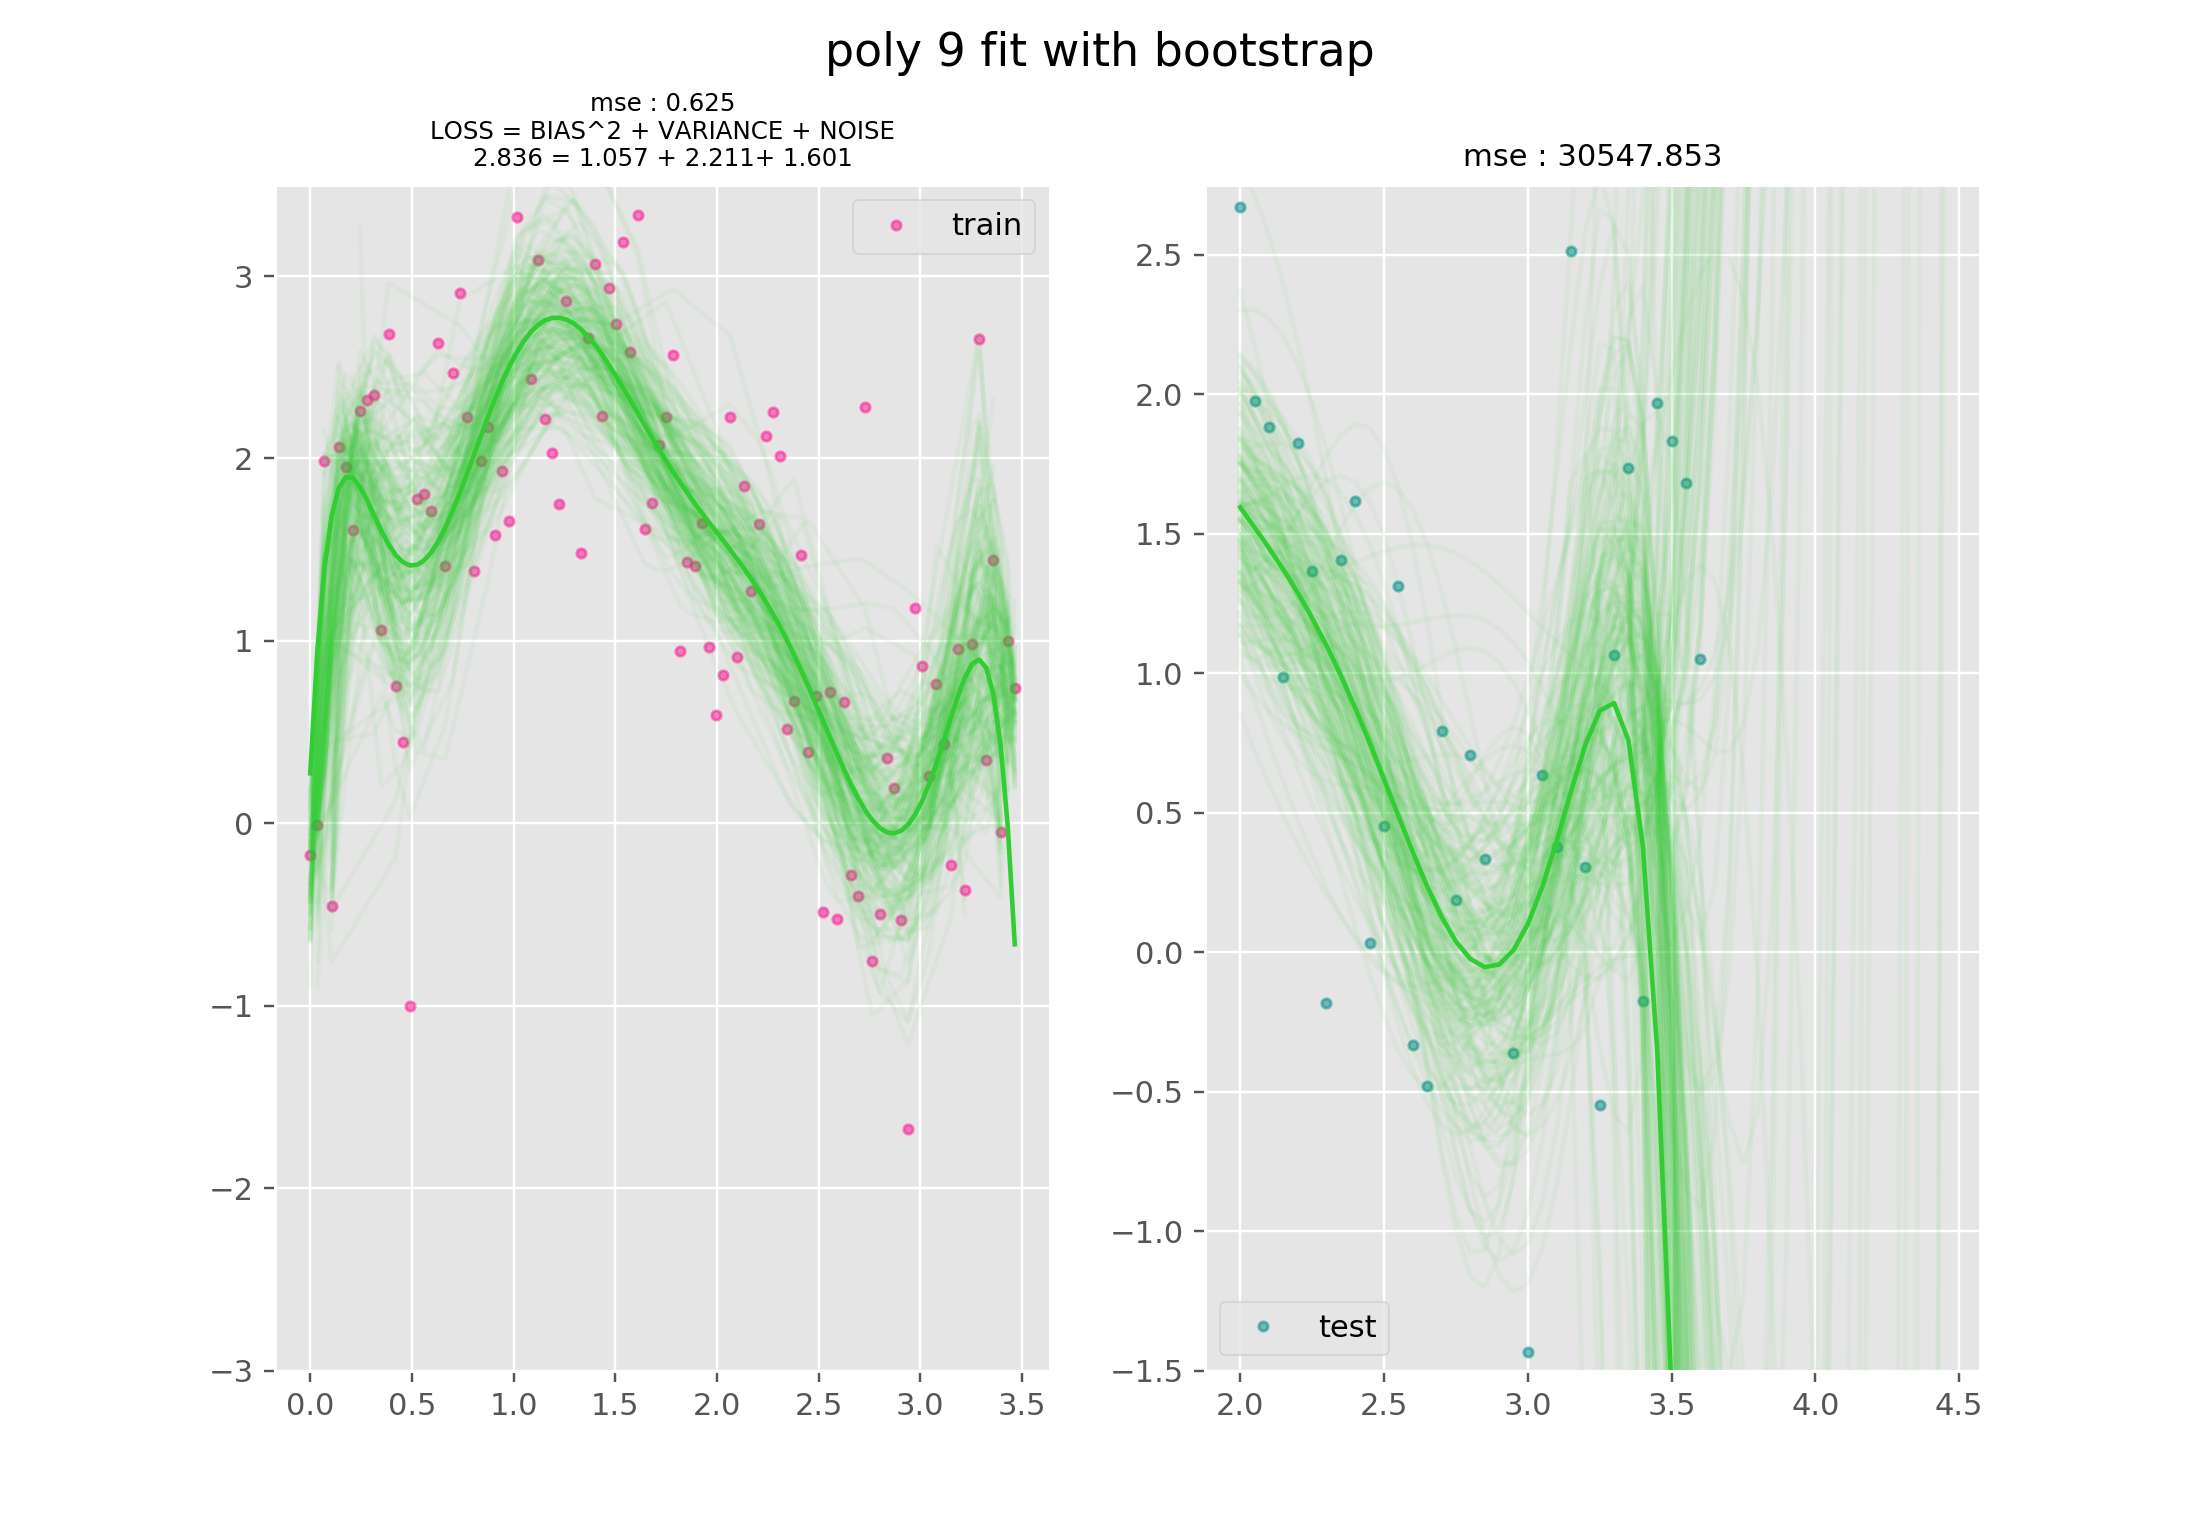 poly 9 fit with bootstrap
mse : 0.625
LOSS = BIAS^2 + VARIANCE + NOISE
2.836 = 1.057 + 2.211+ 1.601
mse : 30547.853
train
3
2
1
0
−1
−2
−3
0.0 0.5 1.0 1.5 2.0 2.5 3.0 3.5
2.5
2.0
1.5
1.0
0.5
0.0
−0.5
−1.0
−1.5
test
2.0 2.5 3.0 3.5 4.0 4.5